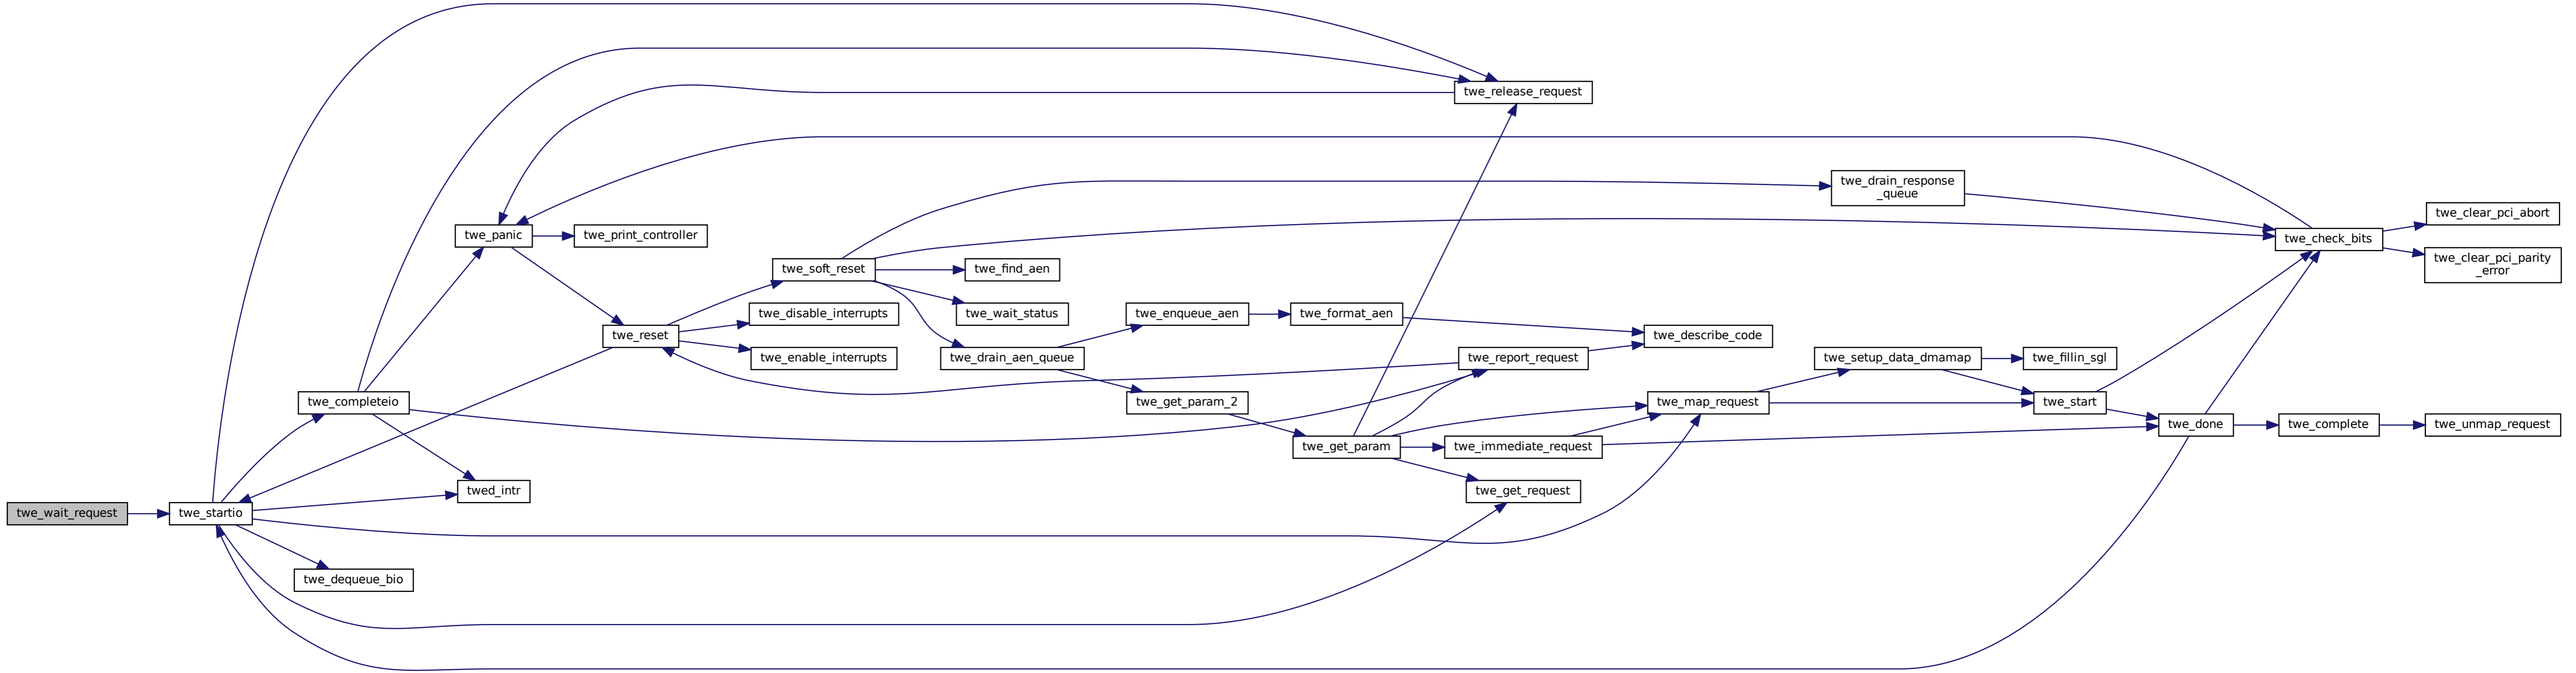 twe_release_request
twe_drain_response
_queue
twe_clear_pci_abort
twe_panic
twe_print_controller
twe_check_bits
twe_clear_pci_parity
_error
twe_soft_reset
twe_find_aen
twe_disable_interrupts
twe_wait_status
twe_enqueue_aen
twe_format_aen
twe_reset
twe_describe_code
twe_enable_interrupts
twe_drain_aen_queue
twe_report_request
twe_setup_data_dmamap
twe_fillin_sgl
twe_completeio
twe_get_param_2
twe_map_request
twe_start
twe_done
twe_complete
twe_unmap_request
twe_get_param
twe_immediate_request
twed_intr
twe_get_request
twe_wait_request
twe_startio
twe_dequeue_bio